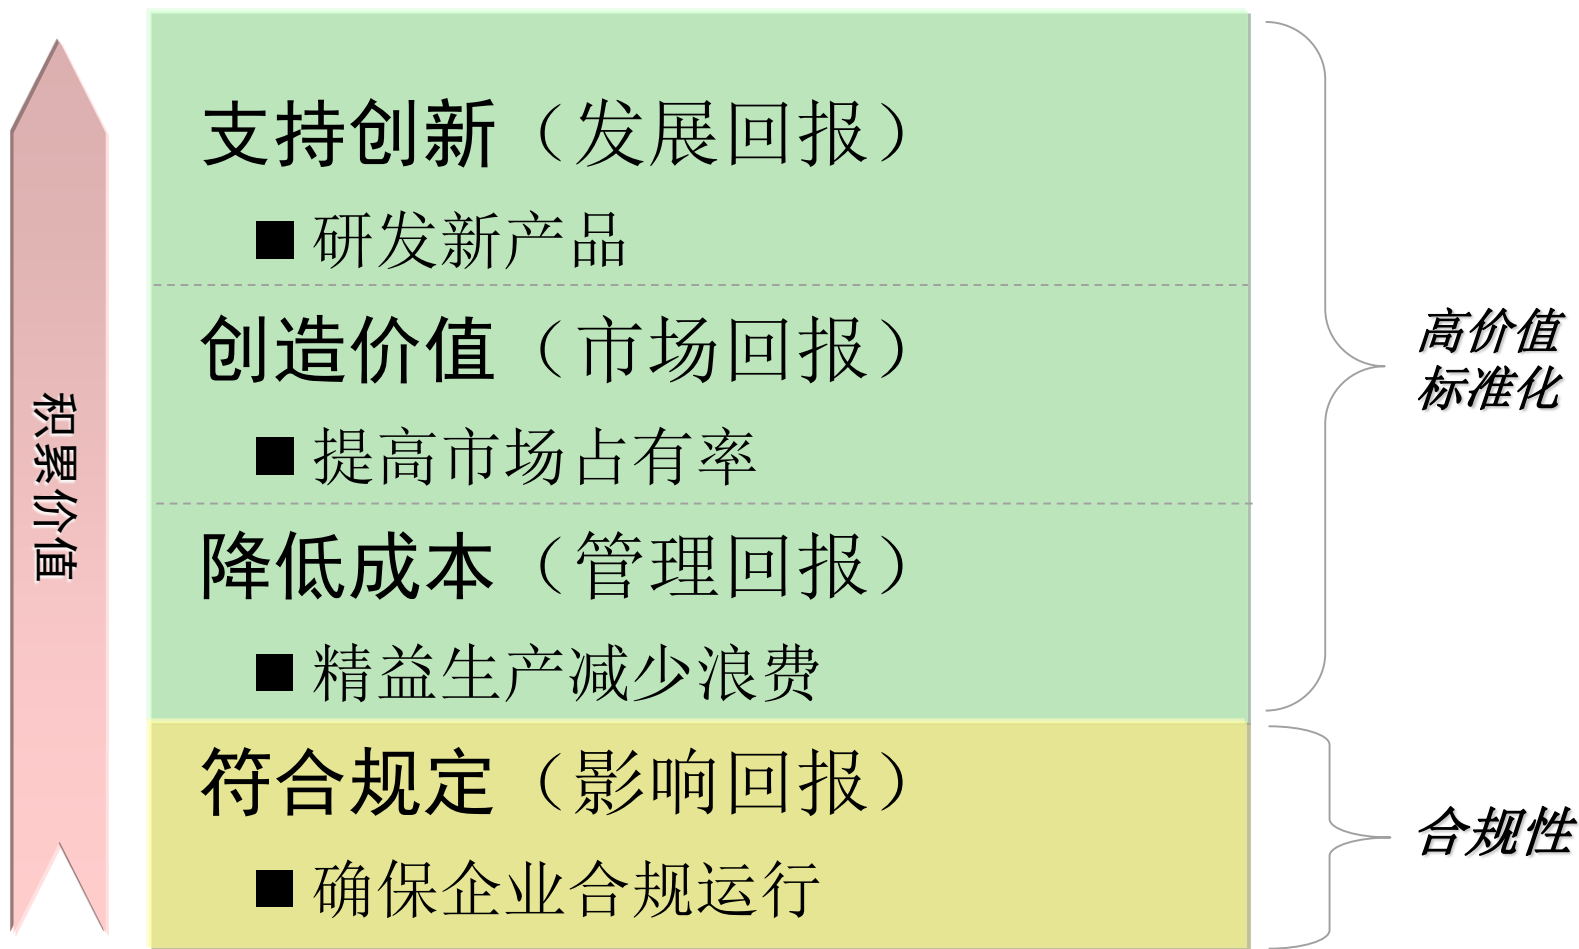 积累价值
支持创新（发展回报）
■ 研发新产品
创造价值（市场回报）
■ 提高市场占有率
降低成本（管理回报）
■ 精益生产减少浪费
符合规定（影响回报）
■ 确保企业合规运行
高价值
标准化
合规性